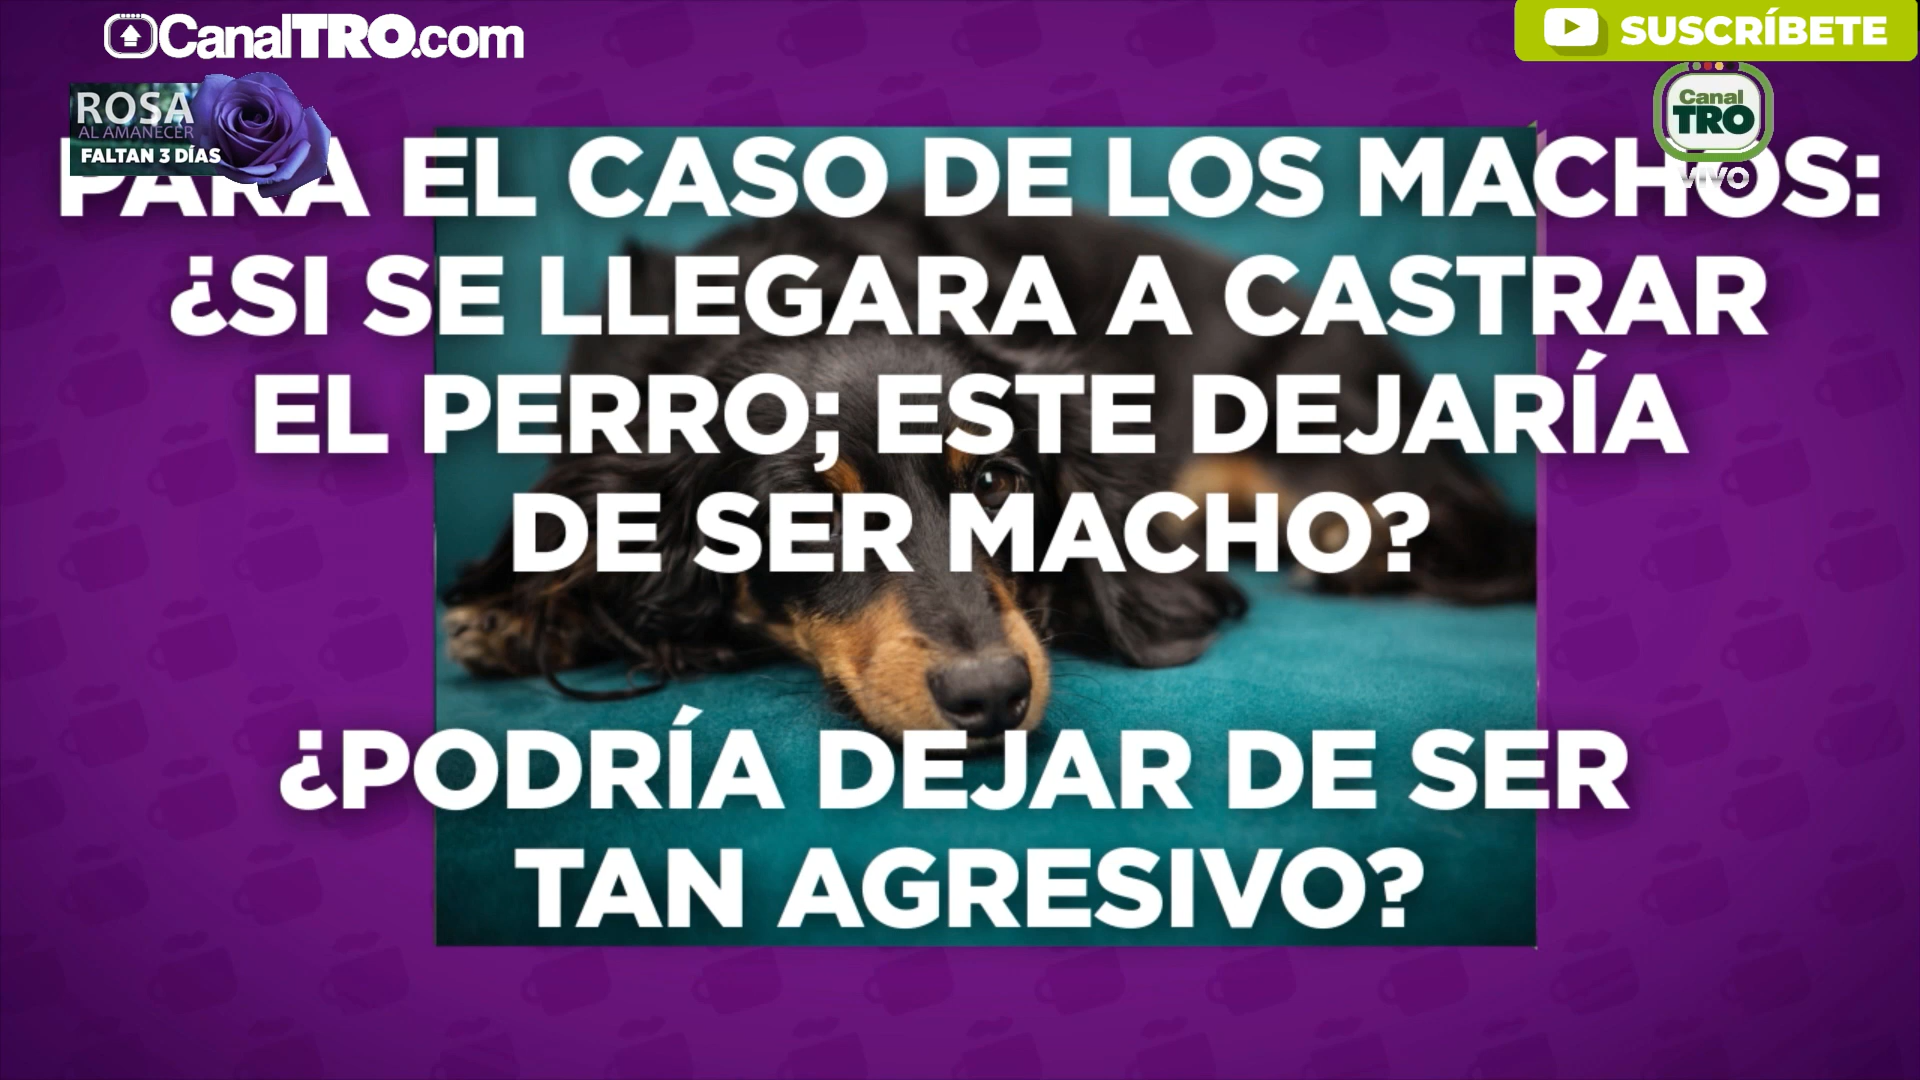 CanalTRO.com
SUSCRÍBETE
ROSA
AL AMANECER
FALTAN 3 DÍAS
Canal
TRO
VIVO
PARA EL CASO DE LOS MACHOS:
¿SI SE LLEGARA A CASTRAR
EL PERRO; ESTE DEJARÍA
DE SER MACHO?
¿PODRÍA DEJAR DE SER
TAN AGRESIVO?